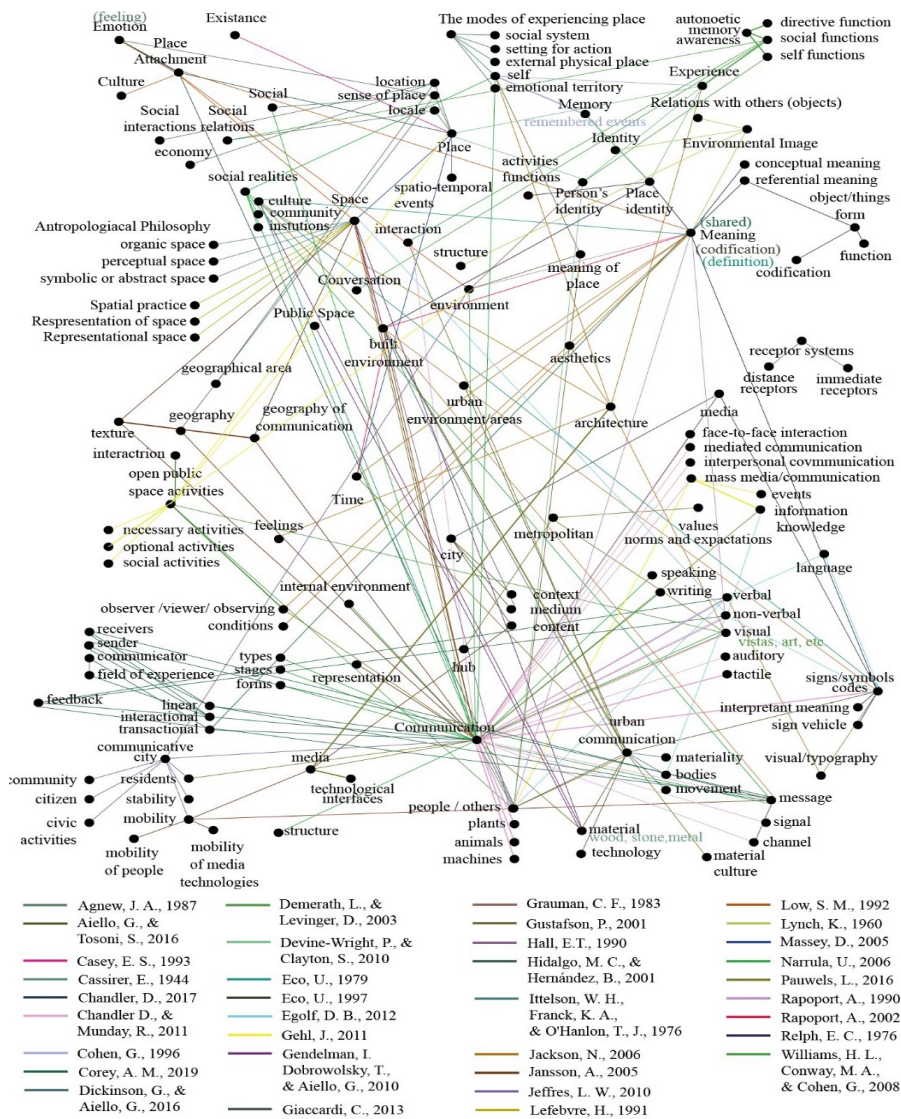 (feeling)
Emotion
Existance
Place
Attachment
Culture
Social
interactions
Social
relations
economy
Social
location
sense of place
locale
The modes of experiencing place
social system
setting for action
external physical place
self
emotional territory
Memory
remembered events
Identity
autonoetic
memory
awareness
directive function
social functions
self functions
Experience
Relations with others (objects)
Environmental Image
Place
spatio-temporal
events
activities
functions
Person's
identity
Place
identity
conceptual meaning
referential meaning
object/things
form
function
codification
(shared)
Meaning
(codification)
(definition)
social realities
culture
community
instutions
Space
interaction
structure
meaning of
place
Antropologiacal Philosophy
organic space
perceptual space
symbolic or abstract space
Conversation
environment
Spatial practice
Respresentation of space
Representational space
Public Space
built
environment
aesthetics
receptor systems
distance
receptors
immediate
receptors
geographical area
urban
environment/areas
architecture
media
texture
geography
geography of
communication
face-to-face interaction
mediated communication
interpersonal covmmunication
mass media/communication
events
information
knowledge
interactrion
open public
space activities
Time
necessary activities
optional activities
social activities
feelings
city
metropolitan
values
norms and expactations
language
internal environment
speaking
writing
observer /viewer/ observing
conditions
context
medium
content
verbal
non-verbal
visual
vistas, art, etc
auditory
tactile
receivers
sender
communicator
field of experience
feedback
types
stages
forms
representation
hub
signs/symbols
codes
interpretant meaning
sign vehicle
linear
interactional
transactional
Communication
urban
communication
communicative
city
media
technological
interfaces
materiality
bodies
movement
visual/typography
community
citizen
civic
activities
residents
stability
mobility
mobility
of people
mobility
of media
technologies
structure
people / others
plants
animals
machines
material
wood, stone,metal
technology
material
culture
message
signal
channel
Agnew, J. A., 1987
Aiello, G., &
Tosoni, S., 2016
Casey, E. S., 1993
Cassirer, E., 1944
Chandler, D., 2017
Chandler D., &
Munday, R., 2011
Cohen, G., 1996
Corey, A. M., 2019
Dickinson, G., &
Aiello, G., 2016
Demerath, L., &
Levinger, D., 2003
Devine-Wright, P., &
Clayton, S., 2010
Eco, U., 1979
Eco, U., 1997
Egolf, D. B., 2012
Gehl, J., 2011
Gendelman, I.
Dobrowolsky, T.,
& Aiello, G., 2010
Giaccardi, C., 2013
Grauman, C. F., 1983
Gustafson, P., 2001
Hall, E.T., 1990
Hidalgo, M. C., &
Hernández, B., 2001
Ittelson, W. H.,
Franck, K. A.,
& O'Hanlon, T., J., 1976
Jackson, N., 2006
Jansson, A., 2005
Jeffres, L. W., 2010
Lefebvre, H., 1991
Low, S. M., 1992
Lynch, K., 1960
Massey, D., 2005
Narrula, U., 2006
Pauwels, L., 2016
Rapoport, A., 1990
Rapoport, A., 2002
Relph, E. C., 1976
Williams, H. L.,
Conway, M. A.,
& Cohen, G., 2008